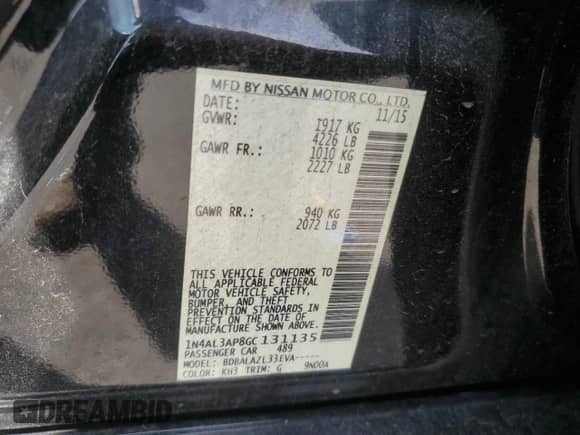 MFD BY NISSAN MOTOR CO., LTD.
DATE: 11/15
GVWR: 1917 KG
4226 LB
GAWR FR.: 1010 KG
2227 LB
GAWR RR.: 940 KG
2072 LB
THIS VEHICLE CONFORMS TO
ALL APPLICABLE FEDERAL
MOTOR VEHICLE SAFETY,
BUMPER, AND THEFT
PREVENTION STANDARDS IN
EFFECT ON THE DATE OF
MANUFACTURE SHOWN ABOVE.
1N4AL3AP8GC131135
PASSENGER CAR 489
MODEL: BDBALAZL33EVA-----
COLOR: KH3 TRIM: G 9N00A
DREAMBID